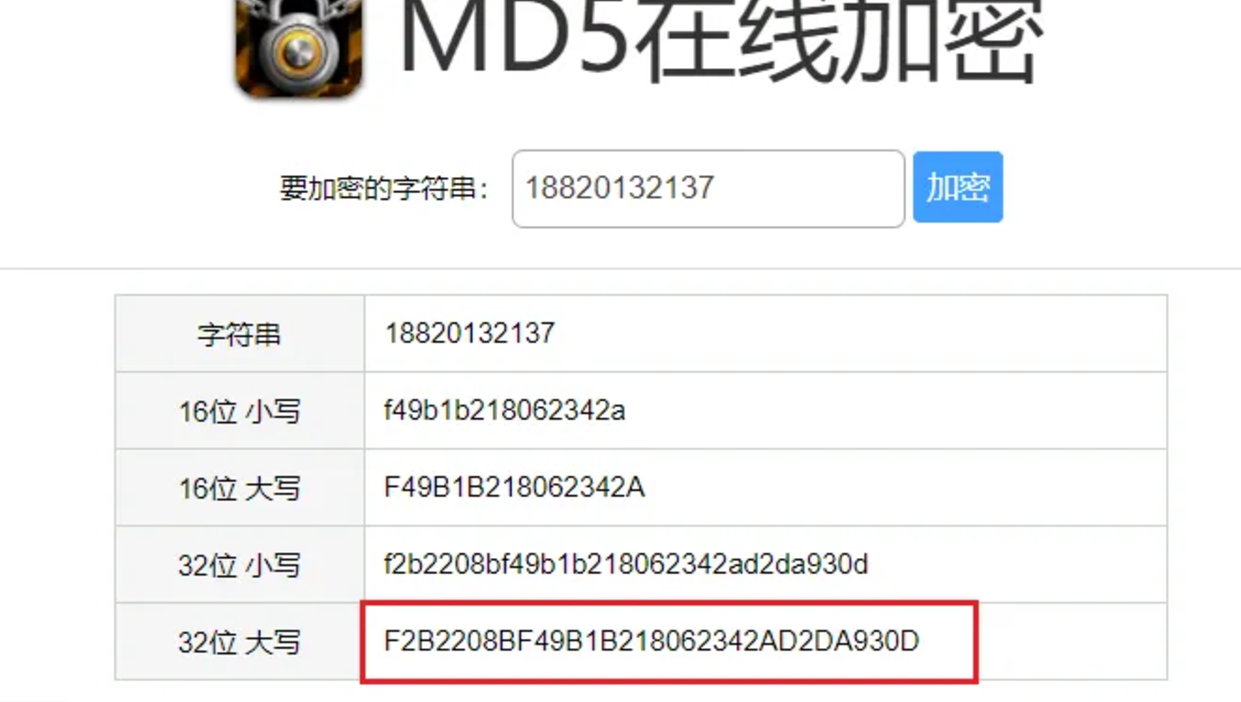 MD5在线加密
要加密的字符串： 18820132137 加密
字符串 18820132137
16位 小写 f49b1b218062342a
16位 大写 F49B1B218062342A
32位 小写 f2b2208bf49b1b218062342ad2da930d
32位 大写 F2B2208BF49B1B218062342AD2DA930D